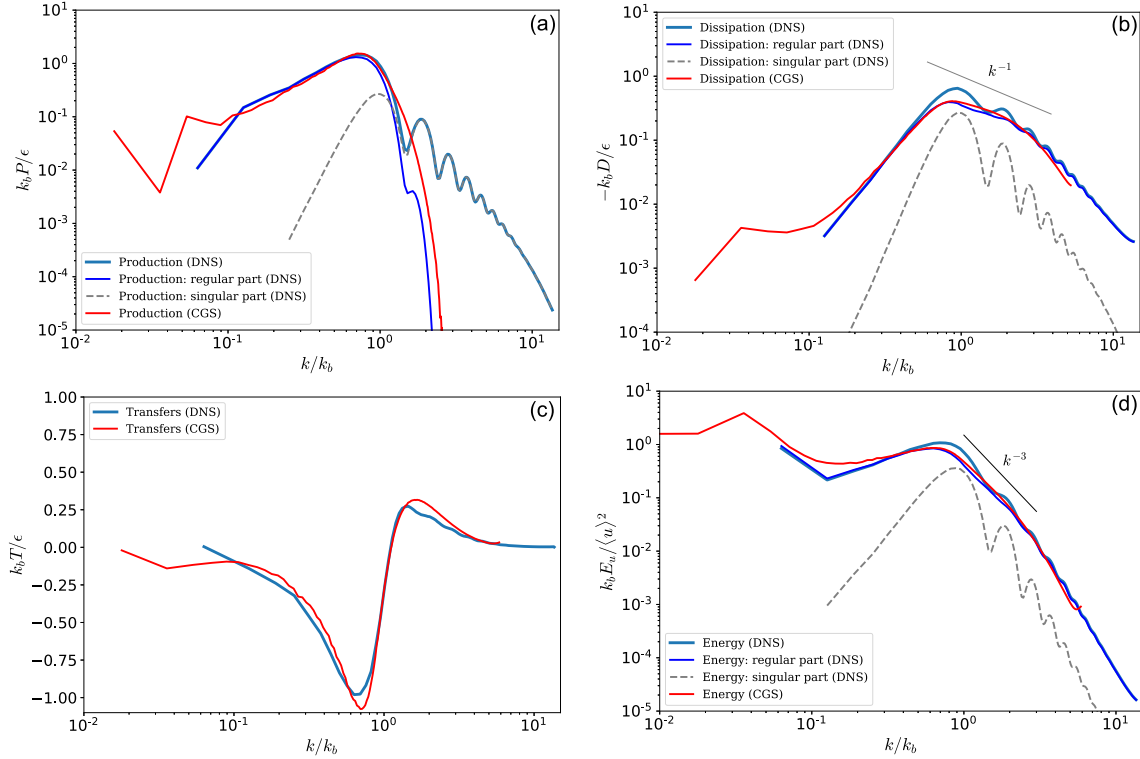 (a)
10^2
10^1
10^0
10^-1
10^-2
10^-3
10^-4
10^-5
k_b P/ϵ
Production (DNS)
Production: regular part (DNS)
Production: singular part (DNS)
Production (CGS)
10^-2 10^-1 10^0 10^1
k/k_b
(b)
10^1
10^0
10^-1
10^-2
10^-3
10^-4
−k_b D/ϵ
Dissipation (DNS)
Dissipation: regular part (DNS)
Dissipation: singular part (DNS)
Dissipation (CGS)
k^-1
10^-2 10^-1 10^0 10^1
k/k_b
(c)
1.00
0.75
0.50
0.25
0.00
−0.25
−0.50
−0.75
−1.00
k_b T/ϵ
Transfers (DNS)
Transfers (CGS)
10^-2 10^-1 10^0 10^1
k/k_b
(d)
10^1
10^0
10^-1
10^-2
10^-3
10^-4
10^-5
k_b E_u/⟨u⟩^2
k^-3
Energy (DNS)
Energy: regular part (DNS)
Energy: singular part (DNS)
Energy (CGS)
10^-2 10^-1 10^0 10^1
k/k_b